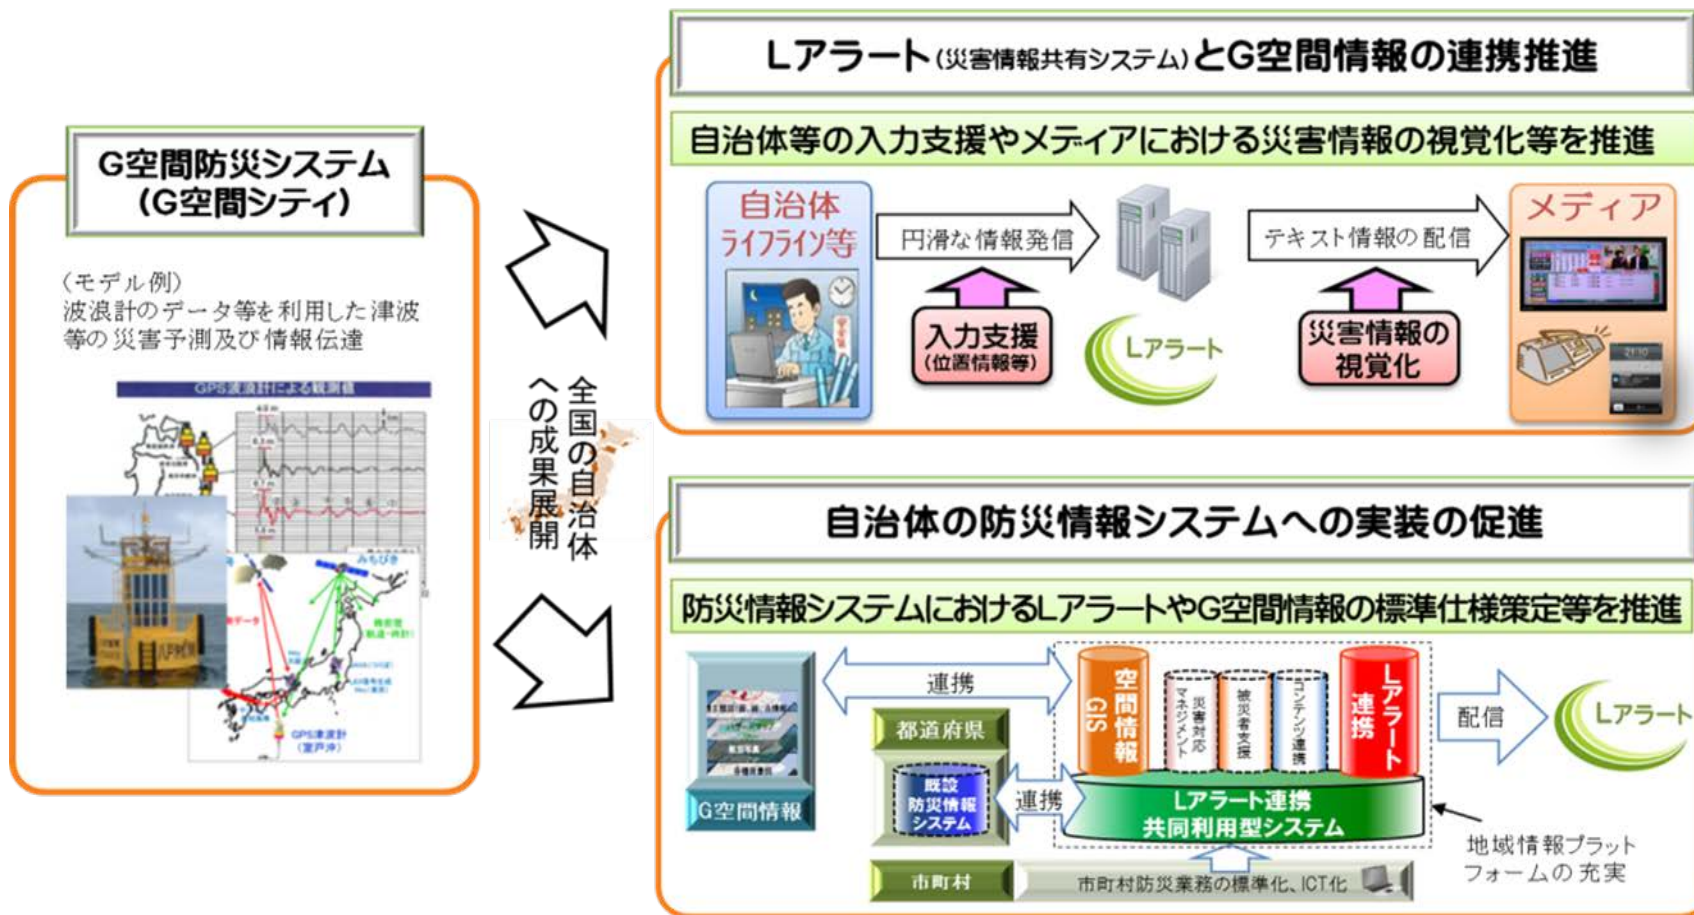 G空間防災システム
(G空間シティ)
〈モデル例〉
波浪計のデータ等を利用した津波
等の災害予測及び情報伝達
GPS波浪計による観測値
みちびき
GPS津波計
(室戸沖)
全国の自治体
への成果展開
Lアラート(災害情報共有システム)とG空間情報の連携推進
自治体等の入力支援やメディアにおける災害情報の視覚化等を推進
自治体
ライフライン等
円滑な情報発信
入力支援
(位置情報等)
Lアラート
テキスト情報の配信
災害情報の
視覚化
メディア
21:10
自治体の防災情報システムへの実装の促進
防災情報システムにおけるLアラートやG空間情報の標準仕様策定等を推進
G空間情報
連携
都道府県
既設
防災情報
システム
連携
空間情報
GIS
災害対応
マネジメント
被災者支援
コンテンツ連携
Lアラート
連携
Lアラート連携
共同利用型システム
配信
Lアラート
地域情報プラット
フォームの充実
市町村
市町村防災業務の標準化、ICT化